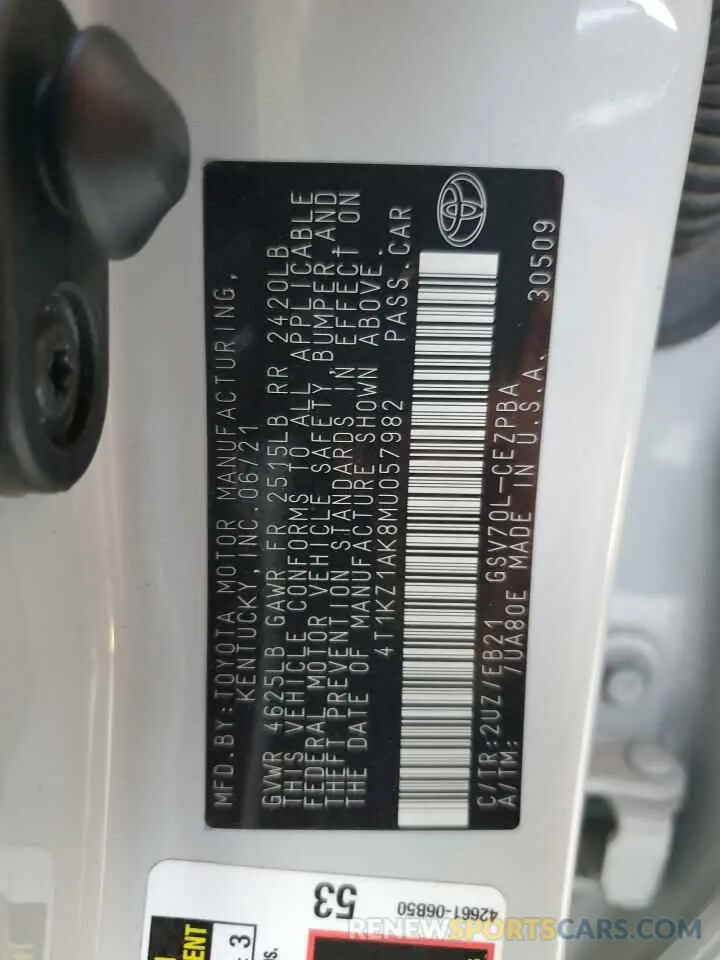 MFD.BY:TOYOTA MOTOR MANUFACTURING,
KENTUCKY,INC.06/21
GVWR 4625LB GAWR FR 2515LB RR 2420LB
THIS VEHICLE CONFORMS TO ALL APPLICABLE
FEDERAL MOTOR VEHICLE SAFETY, BUMPER, AND
THEFT PREVENTION STANDARDS IN EFFECT ON
THE DATE OF MANUFACTURE SHOWN ABOVE.
4T1KZ1AK8MU057982 PASS.CAR
C/TR:2UZ/EB21 GSV70L-CEZPBA
A/TM: 7UA80E MADE IN U.S.A. 30509
53
42661-06B50
3
RENEWSPORTSCARS.COM